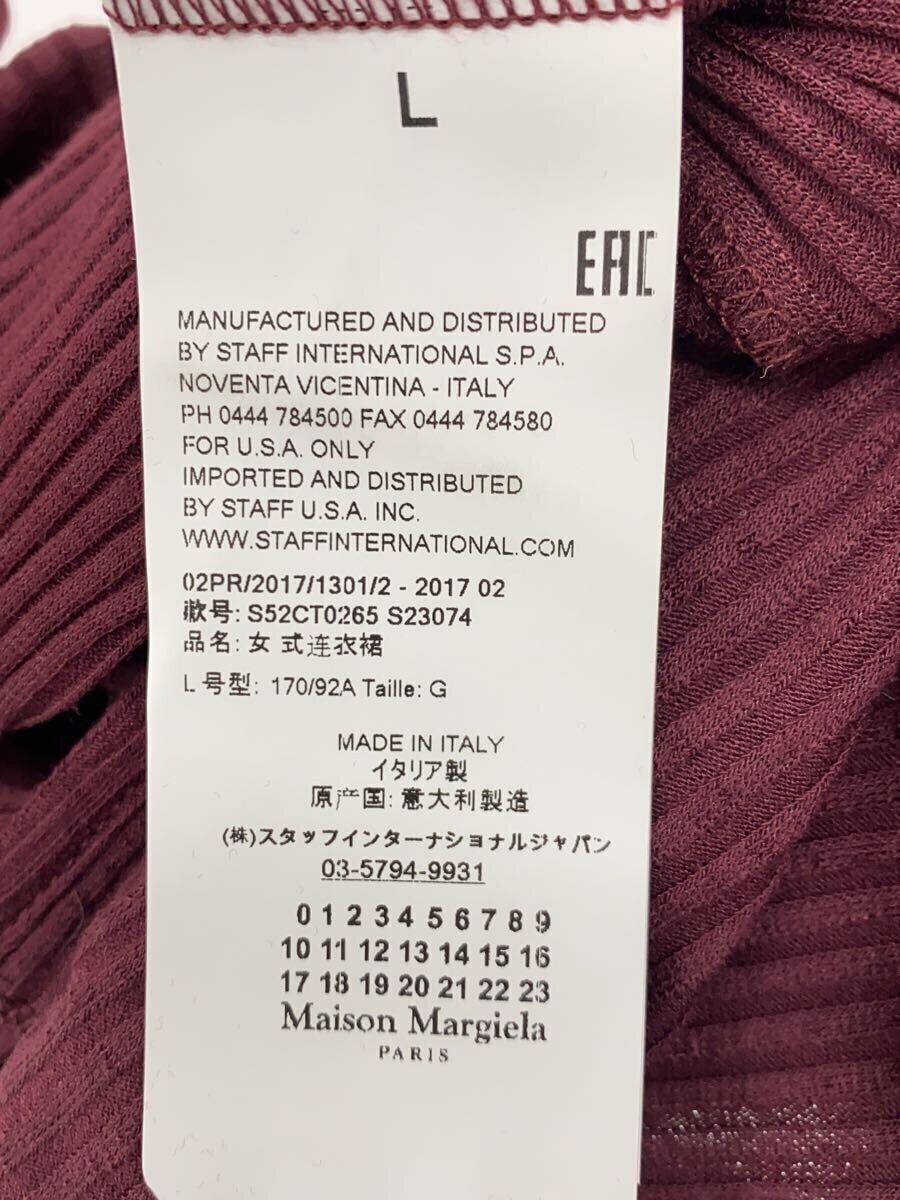 L
EAC
MANUFACTURED AND DISTRIBUTED
BY STAFF INTERNATIONAL S.P.A.
NOVENTA VICENTINA - ITALY
PH 0444 784500 FAX 0444 784580
FOR U.S.A. ONLY
IMPORTED AND DISTRIBUTED
BY STAFF U.S.A. INC.
WWW.STAFFINTERNATIONAL.COM
02PR/2017/1301/2 - 2017 02
款号: S52CT0265 S23074
品名: 女 式连衣裙
L 号型: 170/92A Taille: G
MADE IN ITALY
イタリア製
原产国: 意大利製造
(株)スタッフインターナショナルジャパン
03-5794-9931
0 1 2 3 4 5 6 7 8 9
10 11 12 13 14 15 16
17 18 19 20 21 22 23
Maison Margiela
PARIS